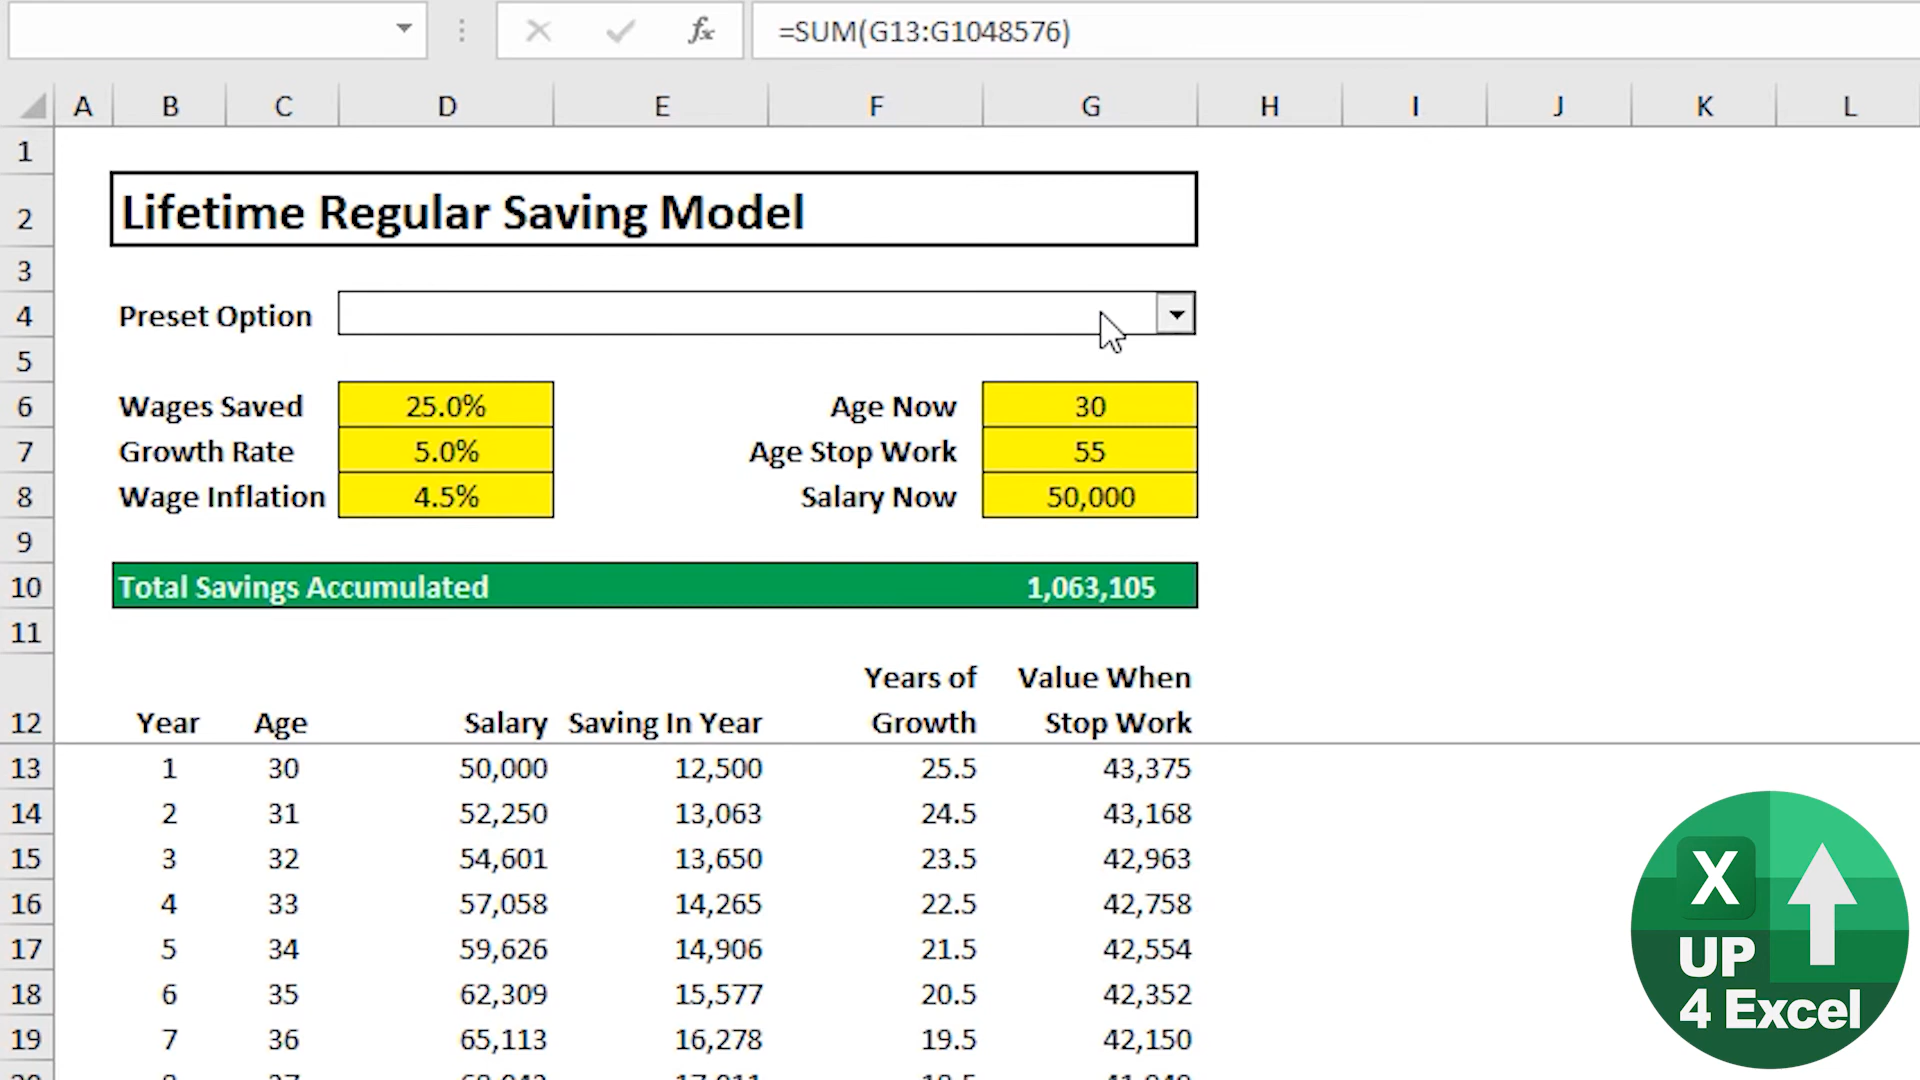 fx =SUM(G13:G1048576)
A B C D E F G H I J K L
1
2 Lifetime Regular Saving Model
3
4 Preset Option
5
6 Wages Saved 25.0% Age Now 30
7 Growth Rate 5.0% Age Stop Work 55
8 Wage Inflation 4.5% Salary Now 50,000
9
10 Total Savings Accumulated 1,063,105
11
Years of Value When
12 Year Age Salary Saving In Year Growth Stop Work
13 1 30 50,000 12,500 25.5 43,375
14 2 31 52,250 13,063 24.5 43,168
15 3 32 54,601 13,650 23.5 42,963
16 4 33 57,058 14,265 22.5 42,758
17 5 34 59,626 14,906 21.5 42,554
18 6 35 62,309 15,577 20.5 42,352
19 7 36 65,113 16,278 19.5 42,150
X
UP
4 Excel